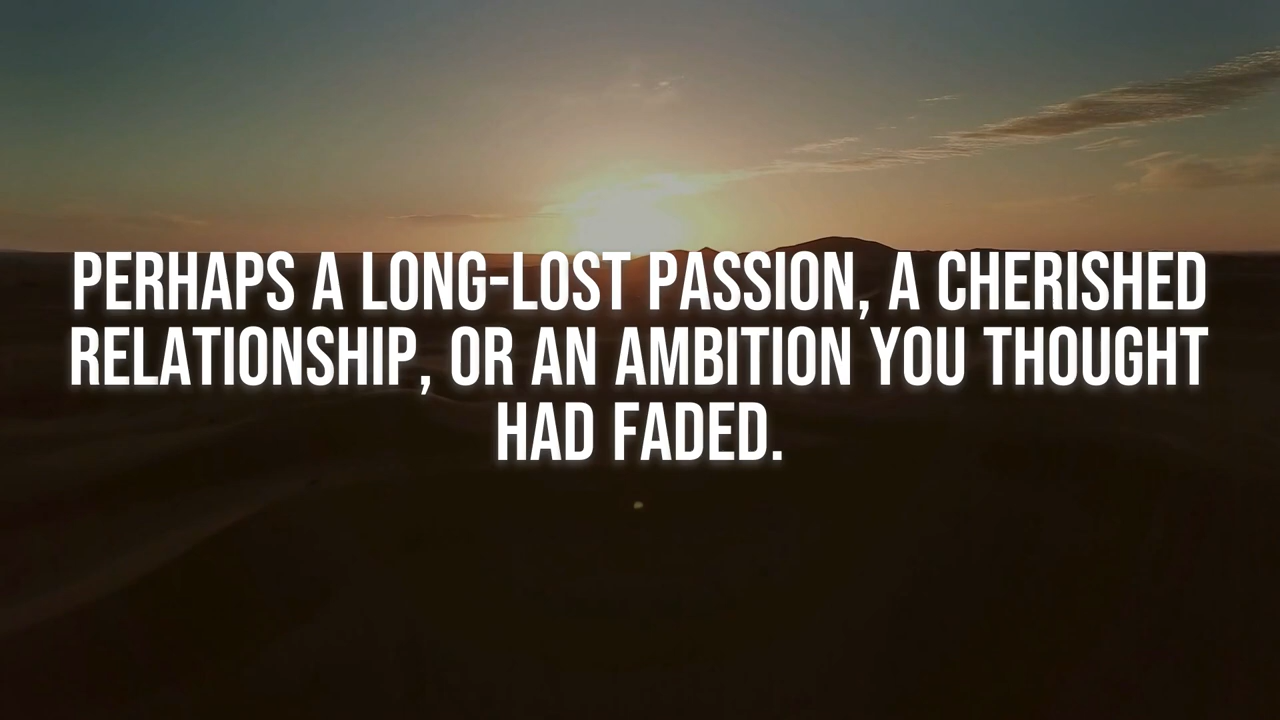 PERHAPS A LONG-LOST PASSION, A CHERISHED
RELATIONSHIP, OR AN AMBITION YOU THOUGHT
HAD FADED.